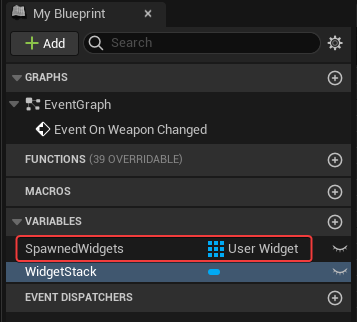 My Blueprint
Add
Search
GRAPHS
EventGraph
Event On Weapon Changed
FUNCTIONS (39 OVERRIDABLE)
MACROS
VARIABLES
SpawnedWidgets User Widget
WidgetStack
EVENT DISPATCHERS